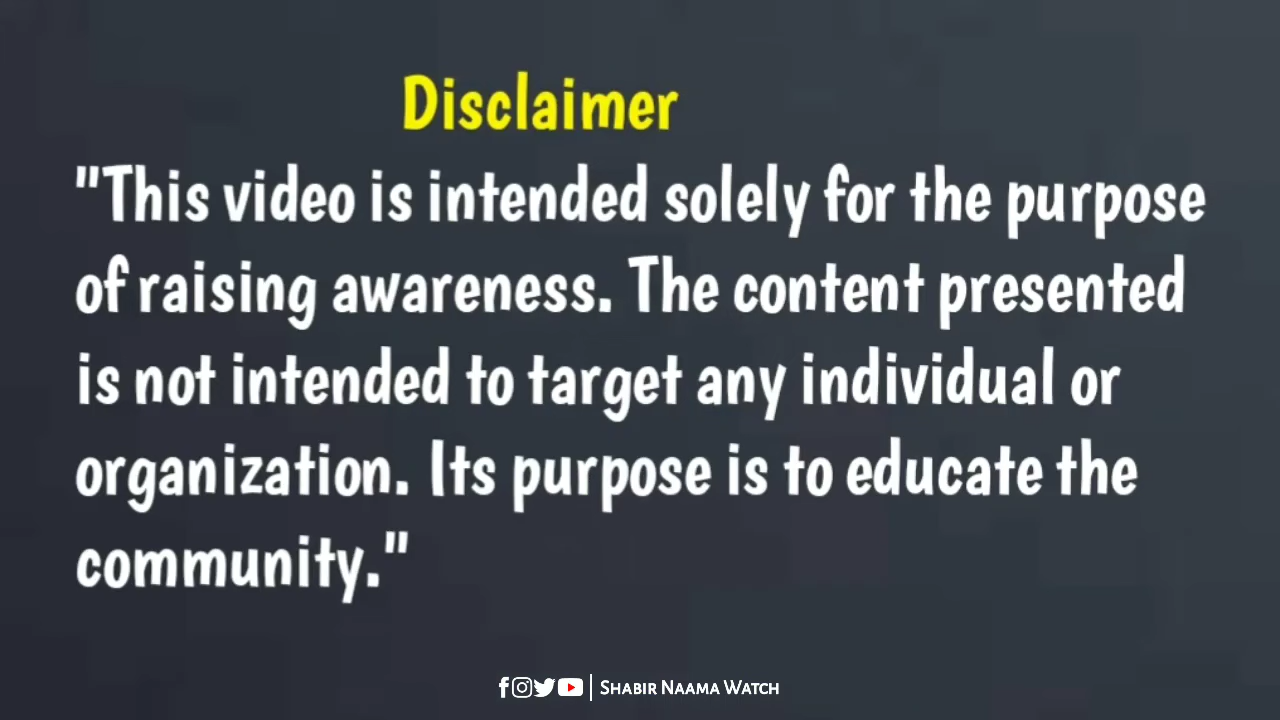 Disclaimer
"This video is intended solely for the purpose
of raising awareness. The content presented
is not intended to target any individual or
organization. Its purpose is to educate the
community."
SHABIR NAAMA WATCH